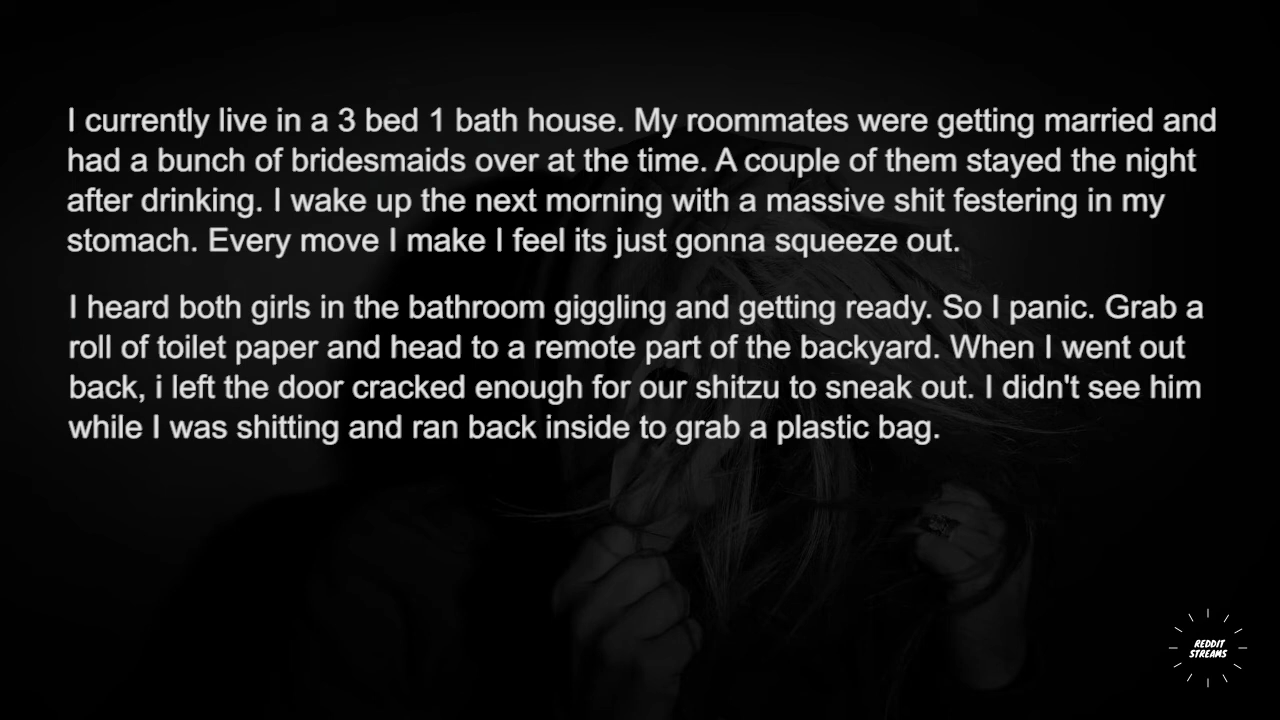 I currently live in a 3 bed 1 bath house. My roommates were getting married and
had a bunch of bridesmaids over at the time. A couple of them stayed the night
after drinking. I wake up the next morning with a massive shit festering in my
stomach. Every move I make I feel its just gonna squeeze out.
I heard both girls in the bathroom giggling and getting ready. So I panic. Grab a
roll of toilet paper and head to a remote part of the backyard. When I went out
back, i left the door cracked enough for our shitzu to sneak out. I didn't see him
while I was shitting and ran back inside to grab a plastic bag.
REDDIT
STREAMS